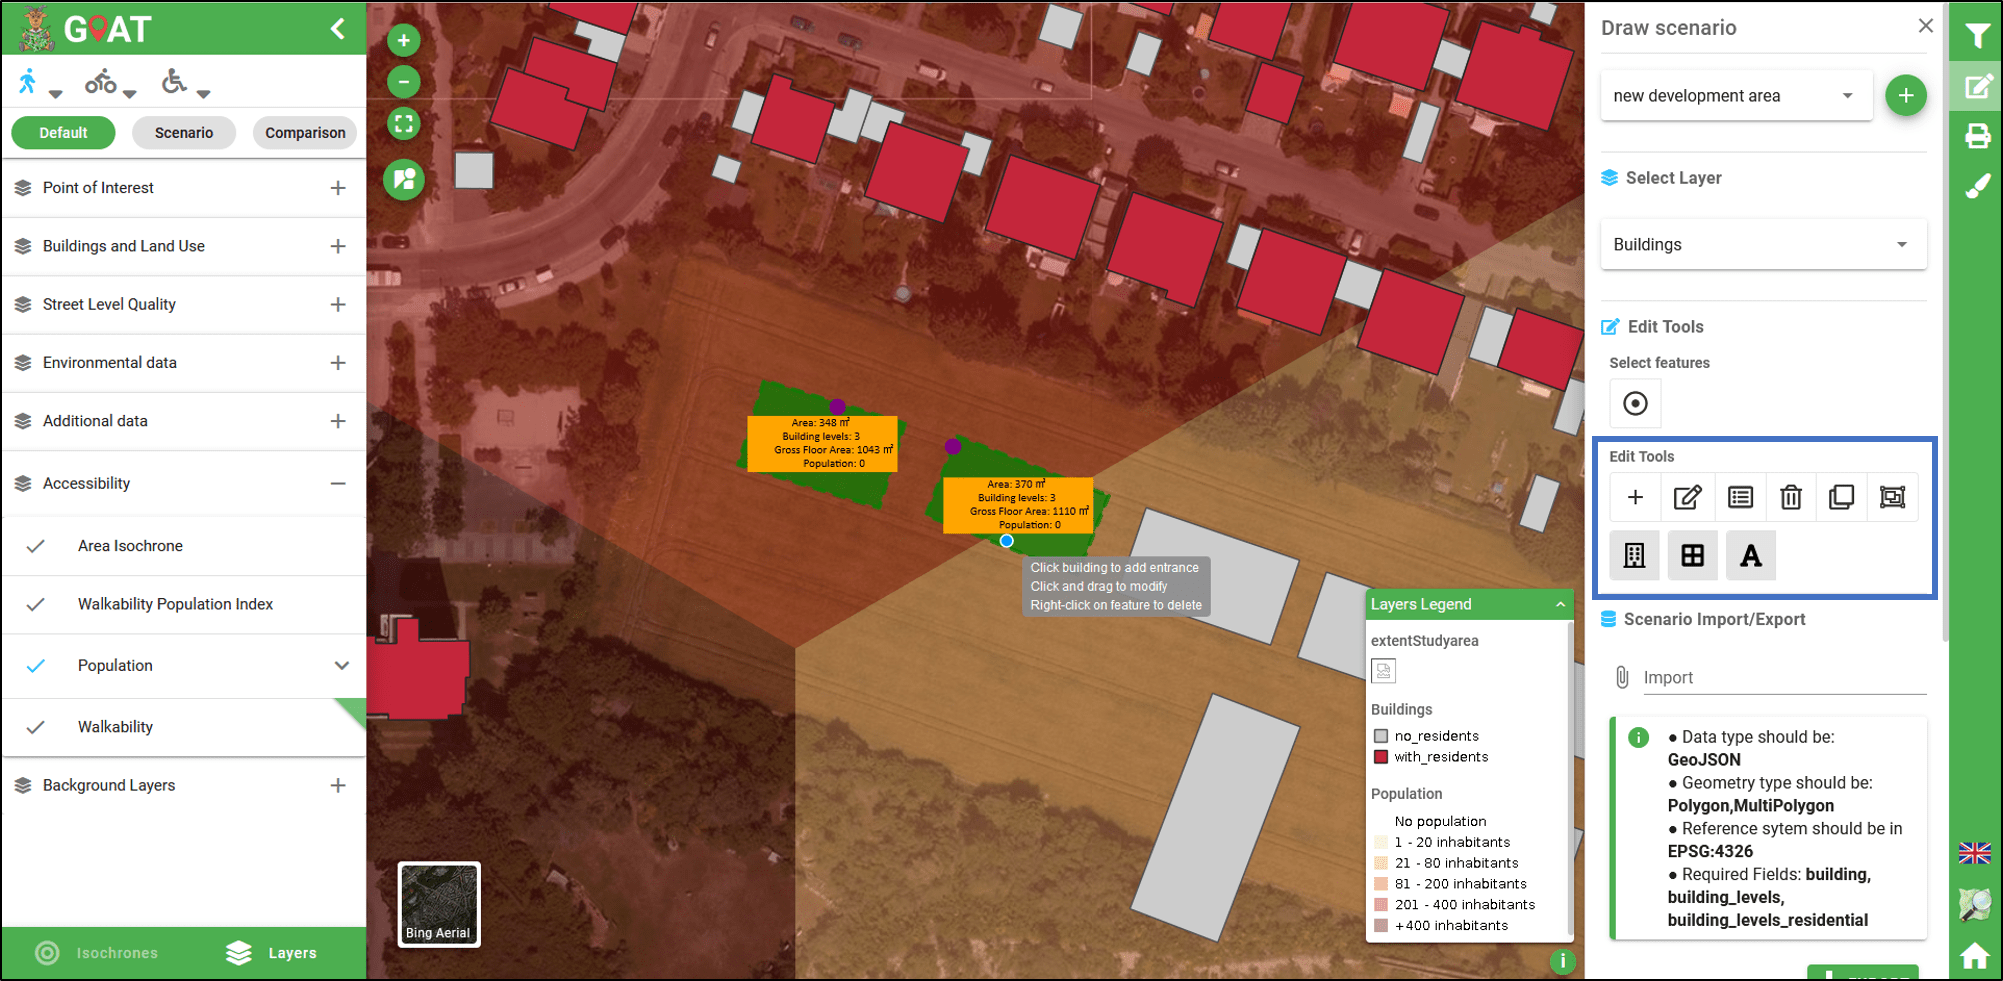 GOAT
Default
Scenario
Comparison
Point of Interest
Buildings and Land Use
Street Level Quality
Environmental data
Additional data
Accessibility
Area Isochrone
Walkability Population Index
Population
Walkability
Background Layers
Isochrones
Layers
Area: 348 m²
Building levels: 3
Gross Floor Area: 1043 m²
Population: 0
Area: 370 m²
Building levels: 3
Gross Floor Area: 1110 m²
Population: 0
Click building to add entrance
Click and drag to modify
Right-click on feature to delete
Bing Aerial
Layers Legend
extentStudyarea
Buildings
no_residents
with_residents
Population
No population
1 - 20 inhabitants
21 - 80 inhabitants
81 - 200 inhabitants
201 - 400 inhabitants
+400 inhabitants
Draw scenario
new development area
Select Layer
Buildings
Edit Tools
Select features
Edit Tools
A
Scenario Import/Export
Import
● Data type should be:
GeoJSON
● Geometry type should be:
Polygon,MultiPolygon
● Reference sytem should be in
EPSG:4326
● Required Fields: building,
building_levels,
building_levels_residential